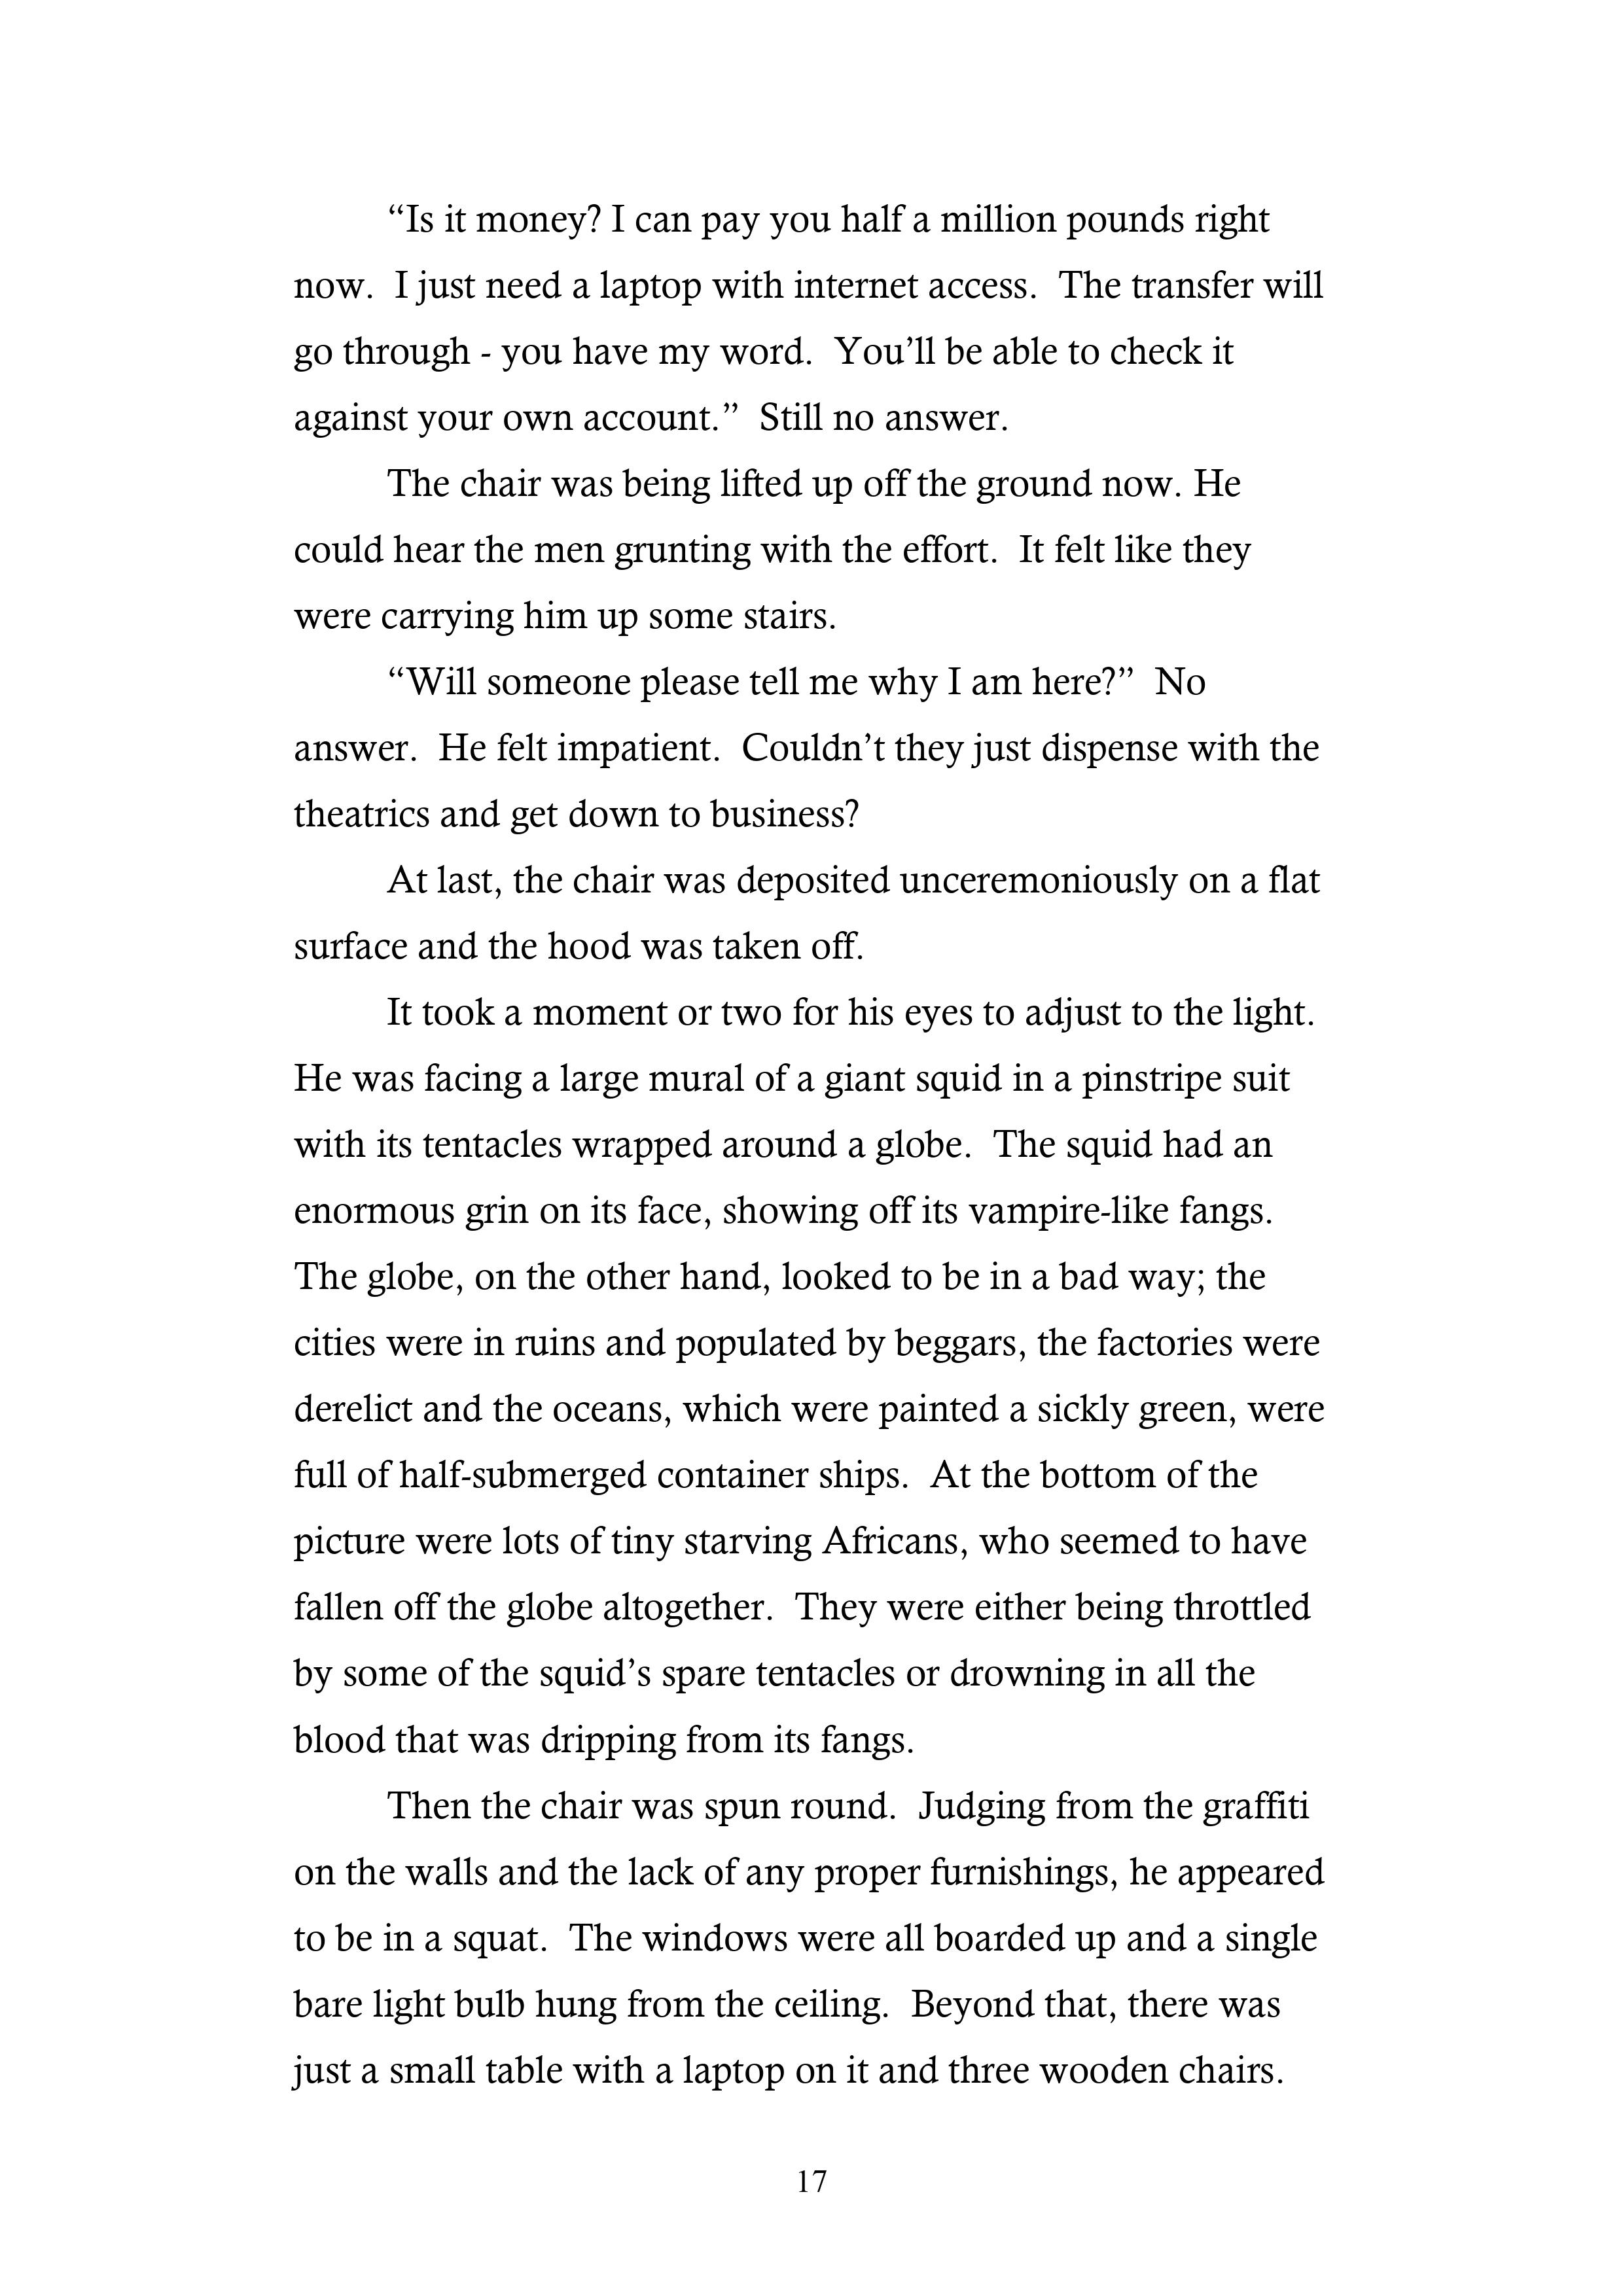 “Is it money? I can pay you half a million pounds right
now.  I just need a laptop with internet access.  The transfer will
go through - you have my word.  You’ll be able to check it
against your own account.”  Still no answer.
The chair was being lifted up off the ground now. He
could hear the men grunting with the effort.  It felt like they
were carrying him up some stairs.
“Will someone please tell me why I am here?”  No
answer.  He felt impatient.  Couldn’t they just dispense with the
theatrics and get down to business?
At last, the chair was deposited unceremoniously on a flat
surface and the hood was taken off.
It took a moment or two for his eyes to adjust to the light.
He was facing a large mural of a giant squid in a pinstripe suit
with its tentacles wrapped around a globe.  The squid had an
enormous grin on its face, showing off its vampire-like fangs.
The globe, on the other hand, looked to be in a bad way; the
cities were in ruins and populated by beggars, the factories were
derelict and the oceans, which were painted a sickly green, were
full of half-submerged container ships.  At the bottom of the
picture were lots of tiny starving Africans, who seemed to have
fallen off the globe altogether.  They were either being throttled
by some of the squid’s spare tentacles or drowning in all the
blood that was dripping from its fangs.
Then the chair was spun round.  Judging from the graffiti
on the walls and the lack of any proper furnishings, he appeared
to be in a squat.  The windows were all boarded up and a single
bare light bulb hung from the ceiling.  Beyond that, there was
just a small table with a laptop on it and three wooden chairs.
17